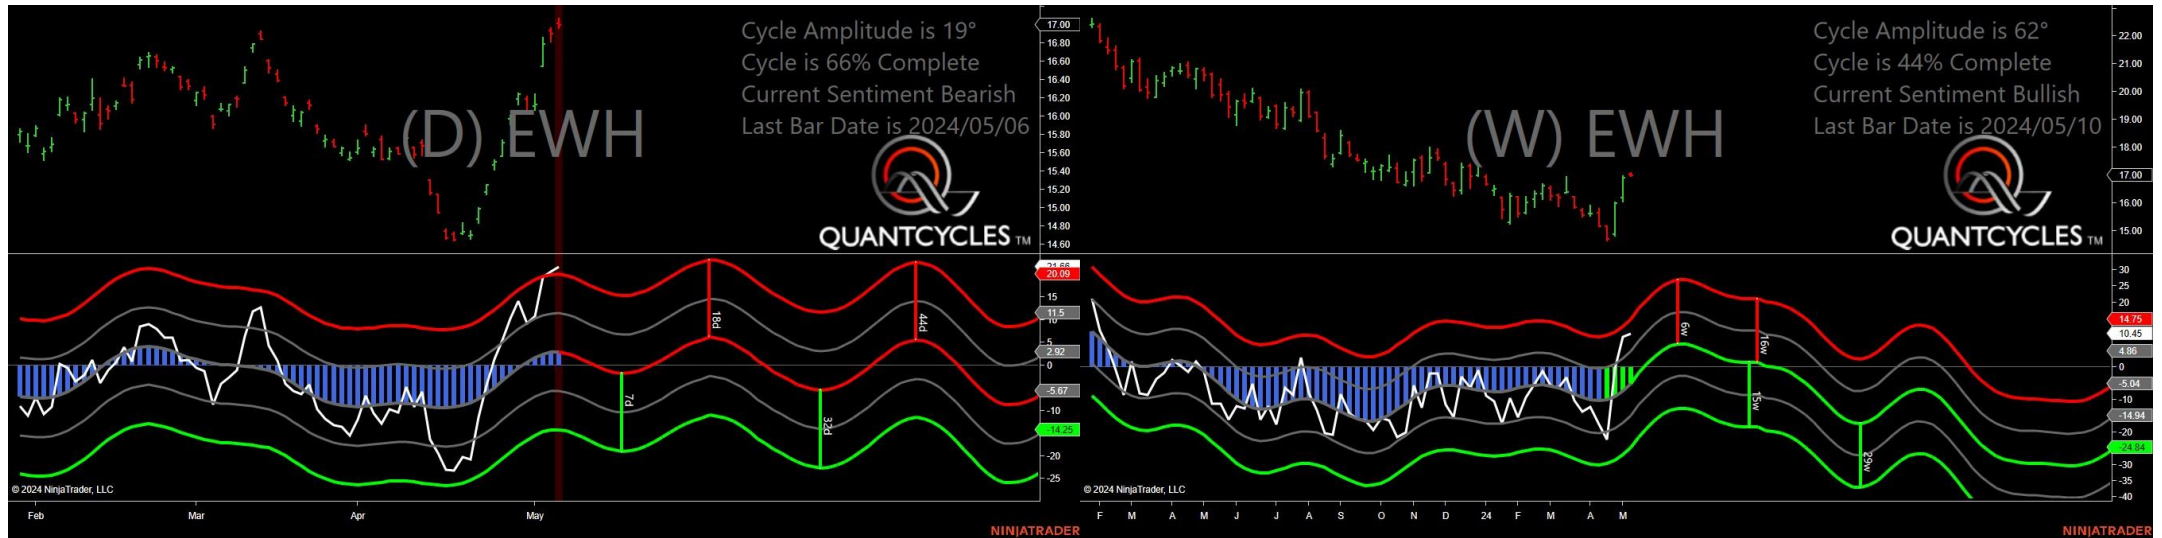 Cycle Amplitude is 19°
Cycle is 66% Complete
Current Sentiment Bearish
Last Bar Date is 2024/05/06
(D) EWH
QUANTCYCLES TM
17.00
16.80
16.60
16.40
16.20
16.00
15.80
15.60
15.40
15.20
15.00
14.80
14.60
20.09
15
11.5
10
5
2.92
0
-5.67
-10
-14.25
-20
-25
18d
44d
7d
32d
© 2024 NinjaTrader, LLC
Feb Mar Apr May
NINJATRADER
Cycle Amplitude is 62°
Cycle is 44% Complete
Current Sentiment Bullish
Last Bar Date is 2024/05/10
(W) EWH
QUANTCYCLES TM
22.00
21.00
20.00
19.00
18.00
17.00
16.00
15.00
30
25
20
14.75
10.45
4.86
0
-5.04
-10
-14.94
-20
-24.84
-30
-35
-40
6w
16w
15w
29w
© 2024 NinjaTrader, LLC
F M A M J J A S O N D 24 F M A M
NINJATRADER